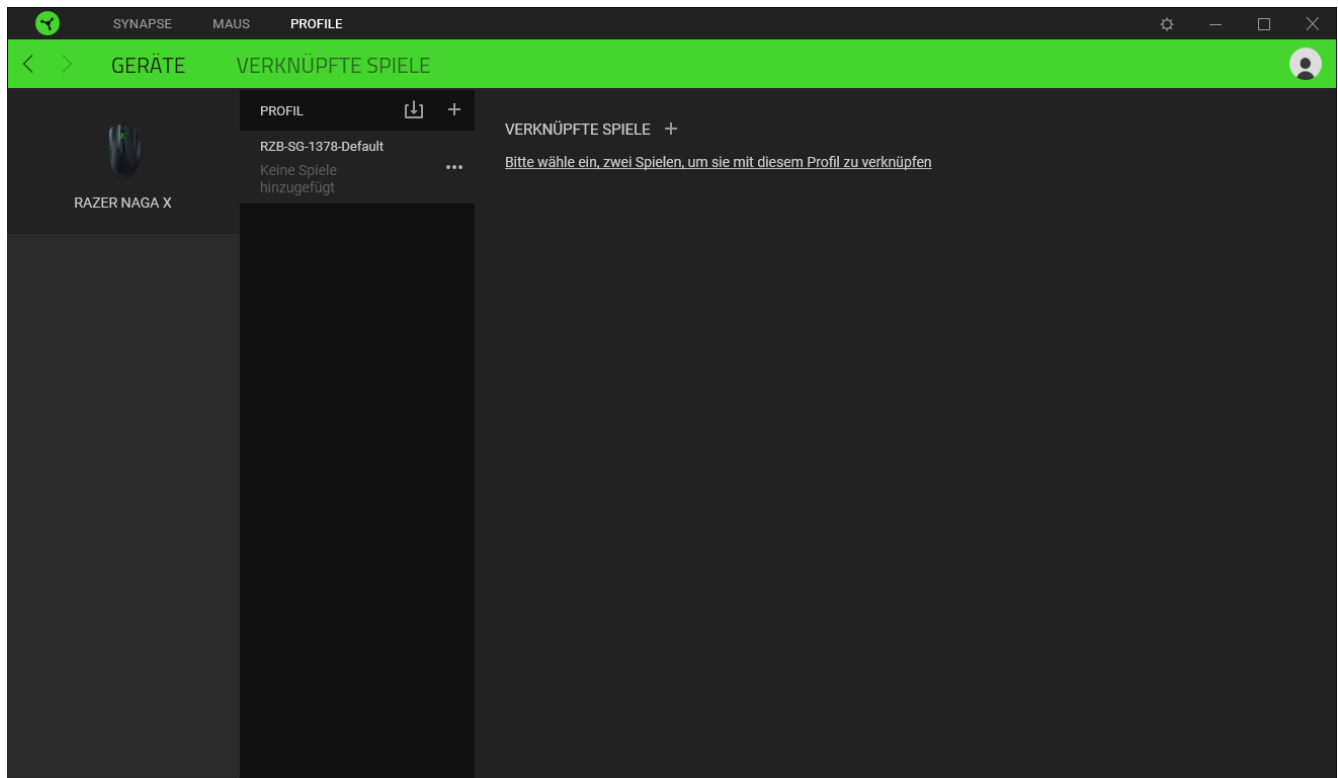 SYNAPSE MAUS PROFILE
GERÄTE VERKNÜPFTE SPIELE
RAZER NAGA X
PROFIL
RZB-SG-1378-Default
Keine Spiele
hinzugefügt
VERKNÜPFTE SPIELE
Bitte wähle ein, zwei Spielen, um sie mit diesem Profil zu verknüpfen